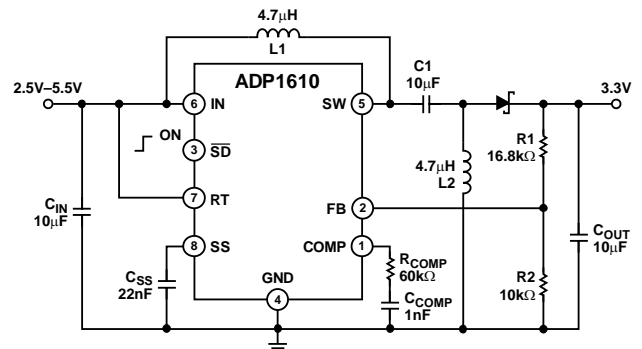 4.7μH
L1
ADP1610
C1
10μF
2.5V–5.5V
3.3V
6
IN
SW
5
ON
3
SD
R1
16.8kΩ
4.7μH
L2
CIN
10μF
7
RT
FB
2
8
SS
COMP
1
COUT
10μF
RCOMP
60kΩ
CSS
22nF
GND
4
CCOMP
1nF
R2
10kΩ